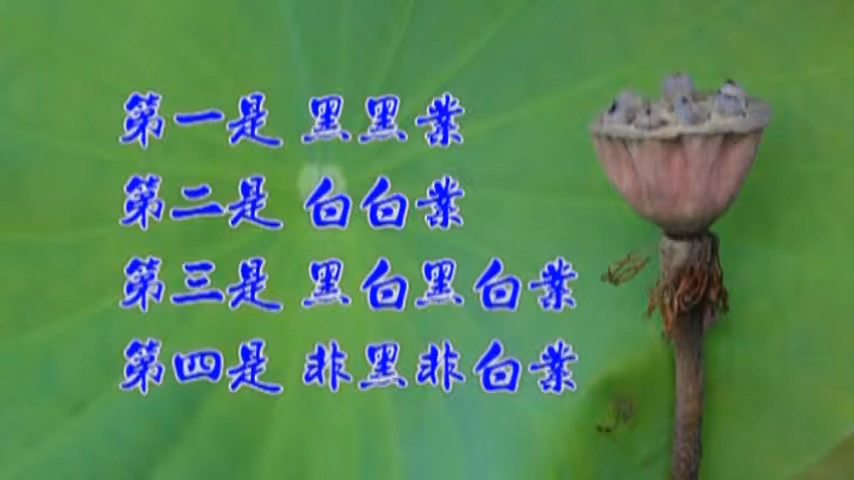 第一是 黑黑業
第二是 白白業
第三是 黑白黑白業
第四是 非黑非白業